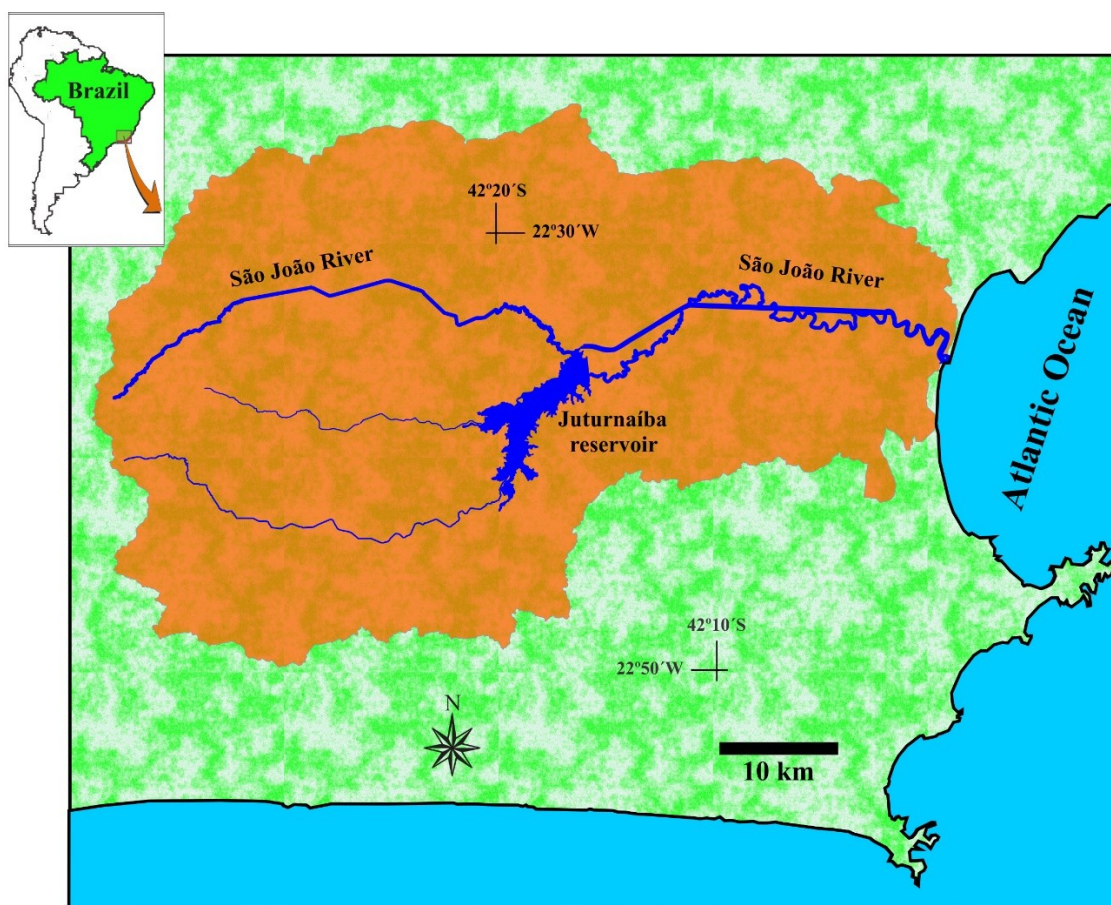 Brazil
42º20´S
22º30´W
São João River
São João River
Juturnaíba
reservoir
Atlantic Ocean
42º10´S
22º50´W
N
10 km